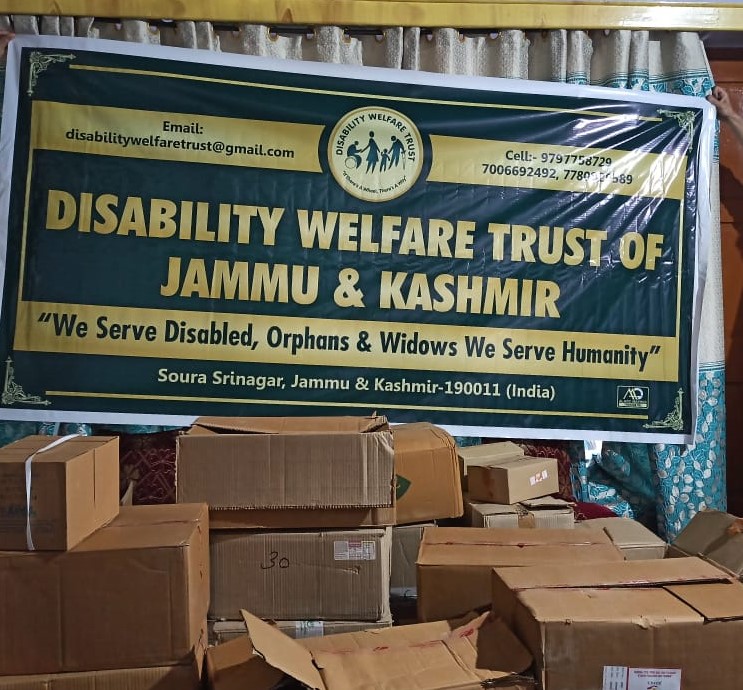 Email:
disabilitywelfaretrust@gmail.com
DISABILITY WELFARE TRUST
Cell:- 9797758729
7006692492,
DISABILITY WELFARE TRUST OF
JAMMU & KASHMIR
"We Serve Disabled, Orphans & Widows We Serve Humanity"
Soura Srinagar, Jammu & Kashmir-190011 (India)
30